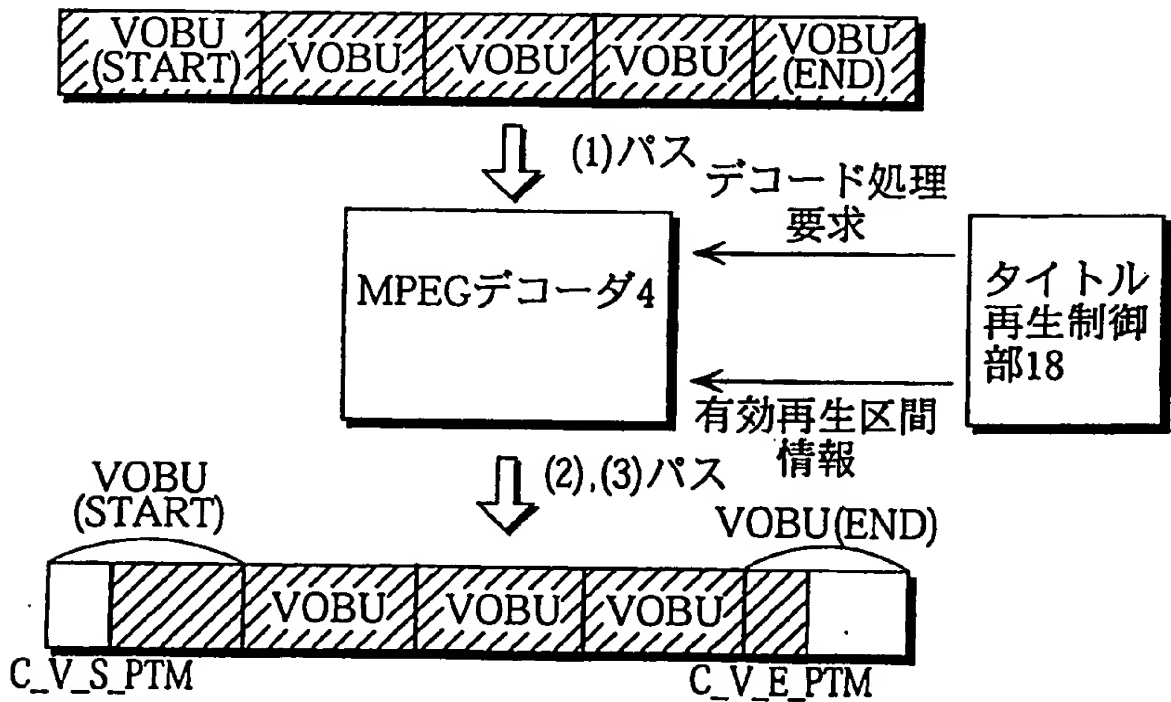 VOBU
(START)
VOBU
VOBU
VOBU
VOBU
(END)
(1)パス
デコード処理
要求
MPEGデコーダ4
タイトル
再生制御
部18
有効再生区間
情報
(2),(3)パス
VOBU
(START)
VOBU(END)
VOBU
VOBU
VOBU
C_V_S_PTM
C_V_E_PTM